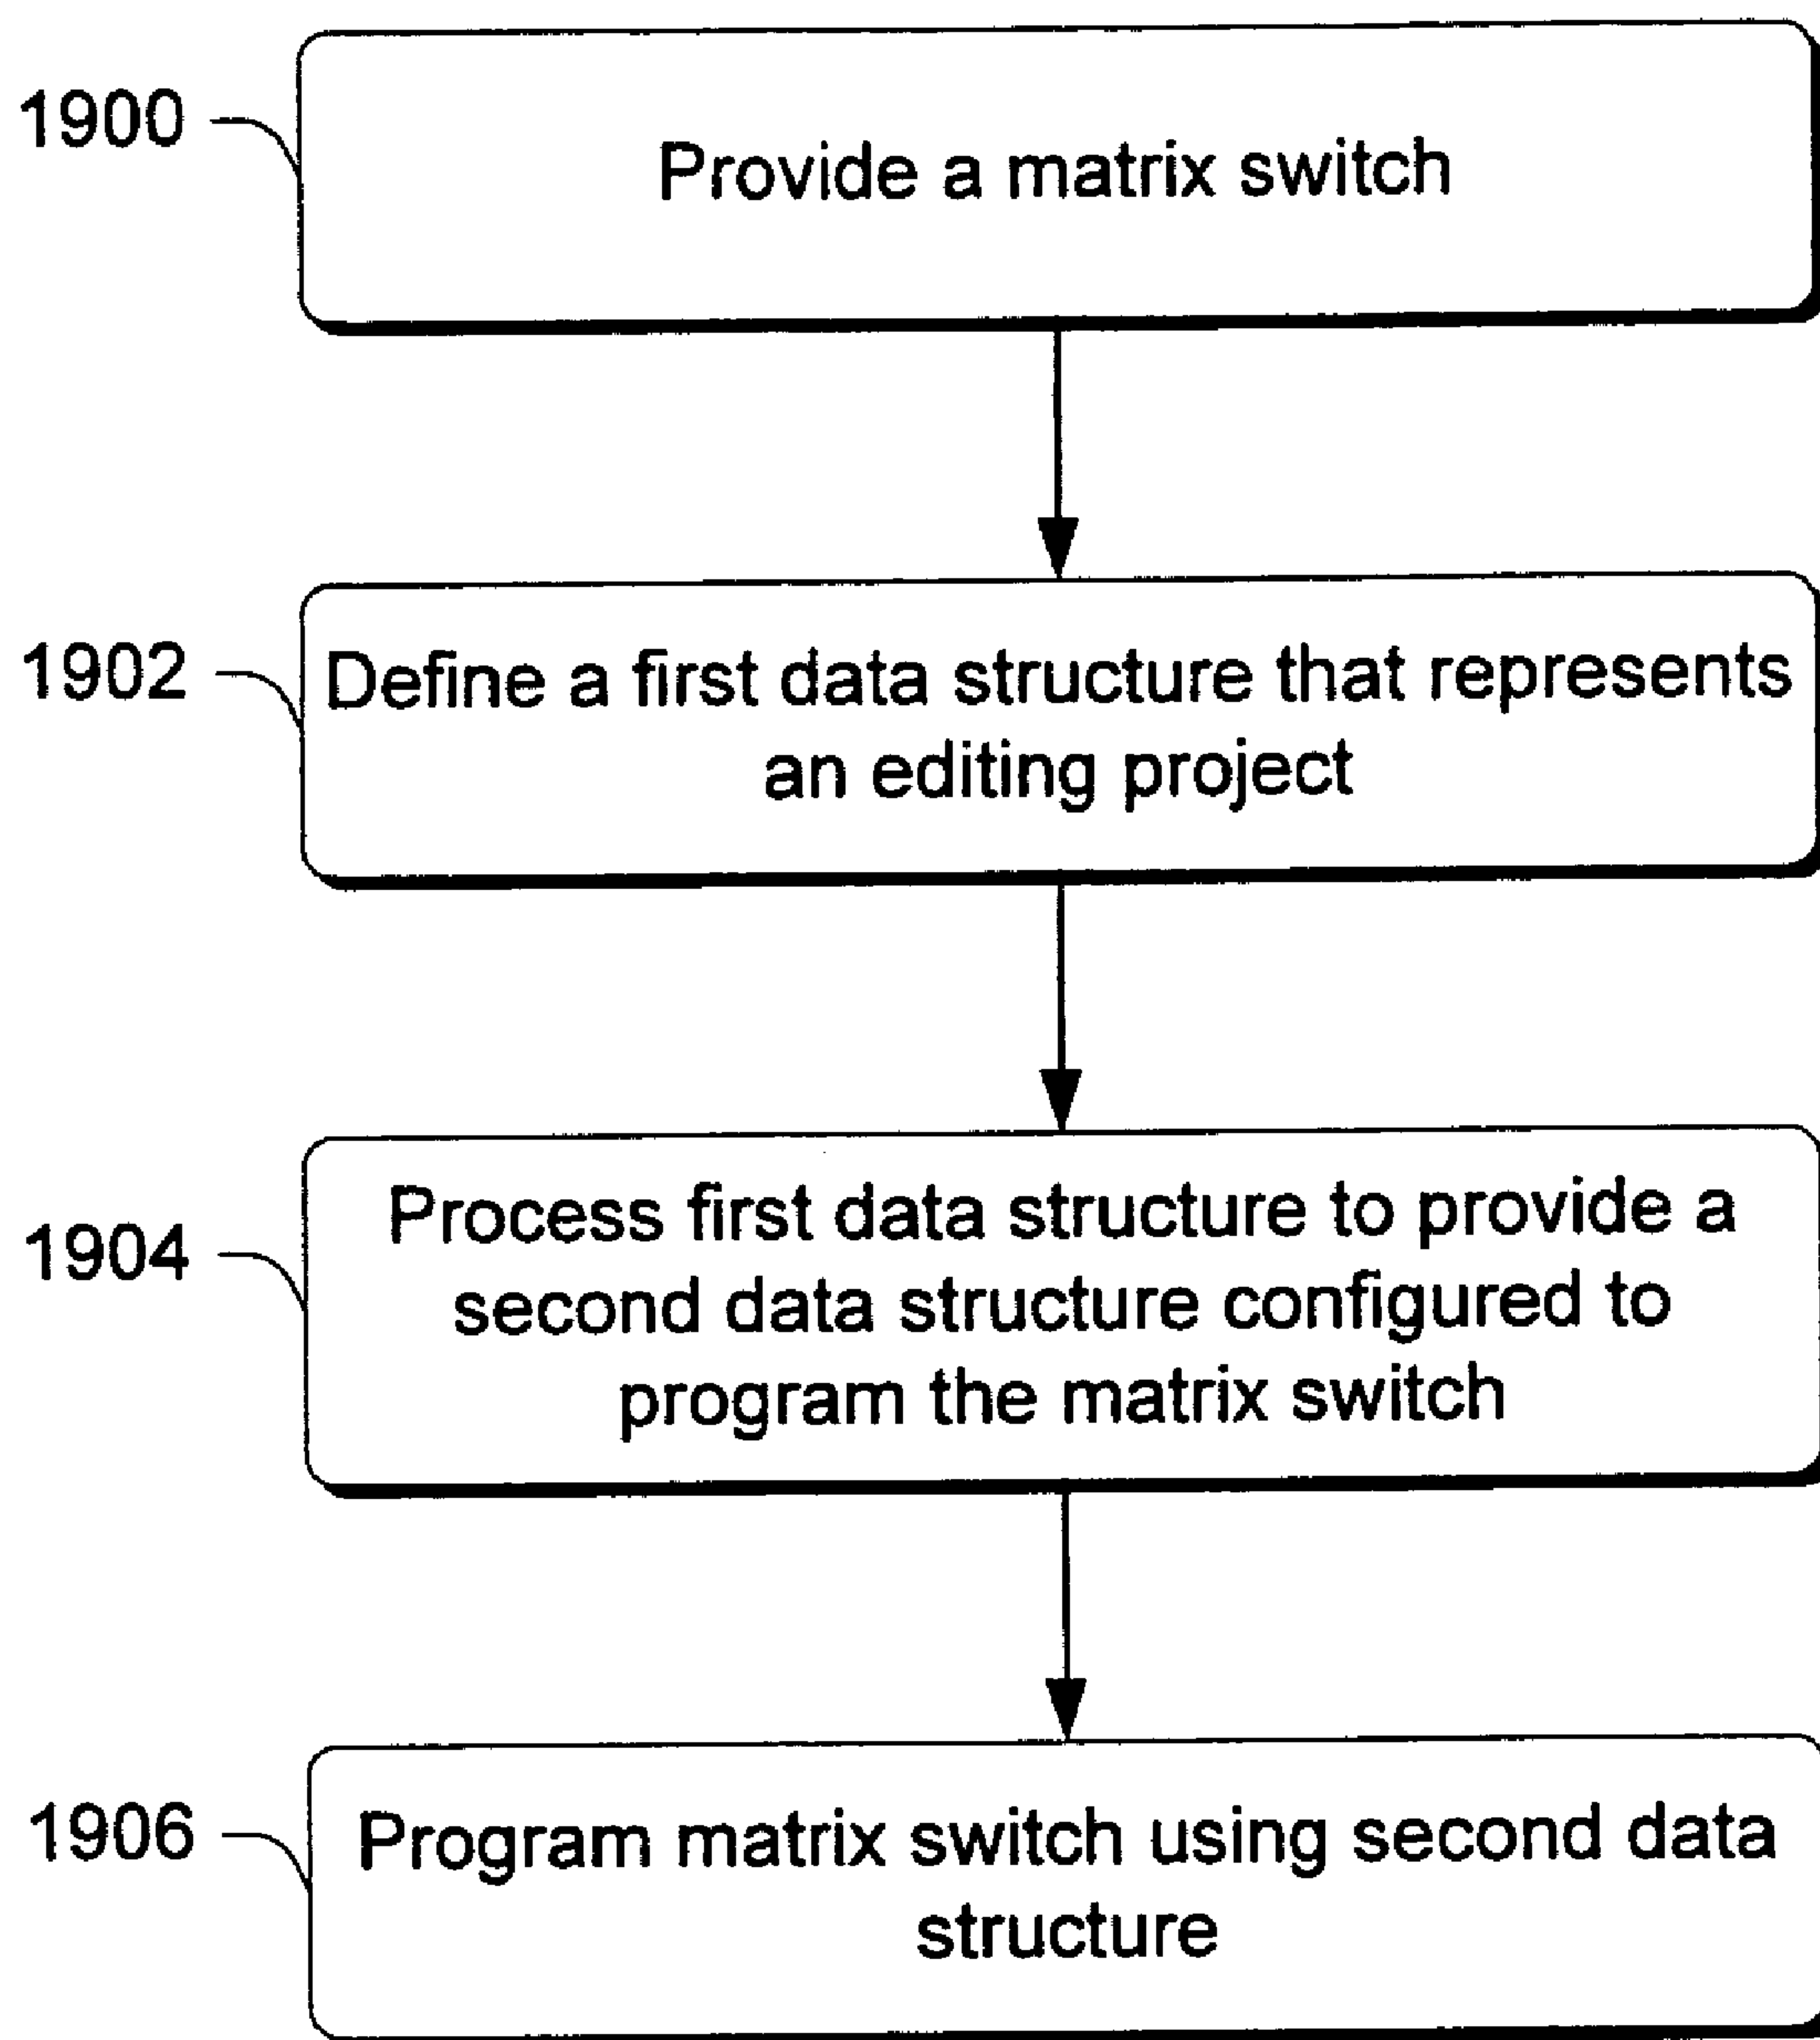 1900
Provide a matrix switch
1902
Define a first data structure that represents
an editing project
1904
Process first data structure to provide a
second data structure configured to
program the matrix switch
1906
Program matrix switch using second data
structure